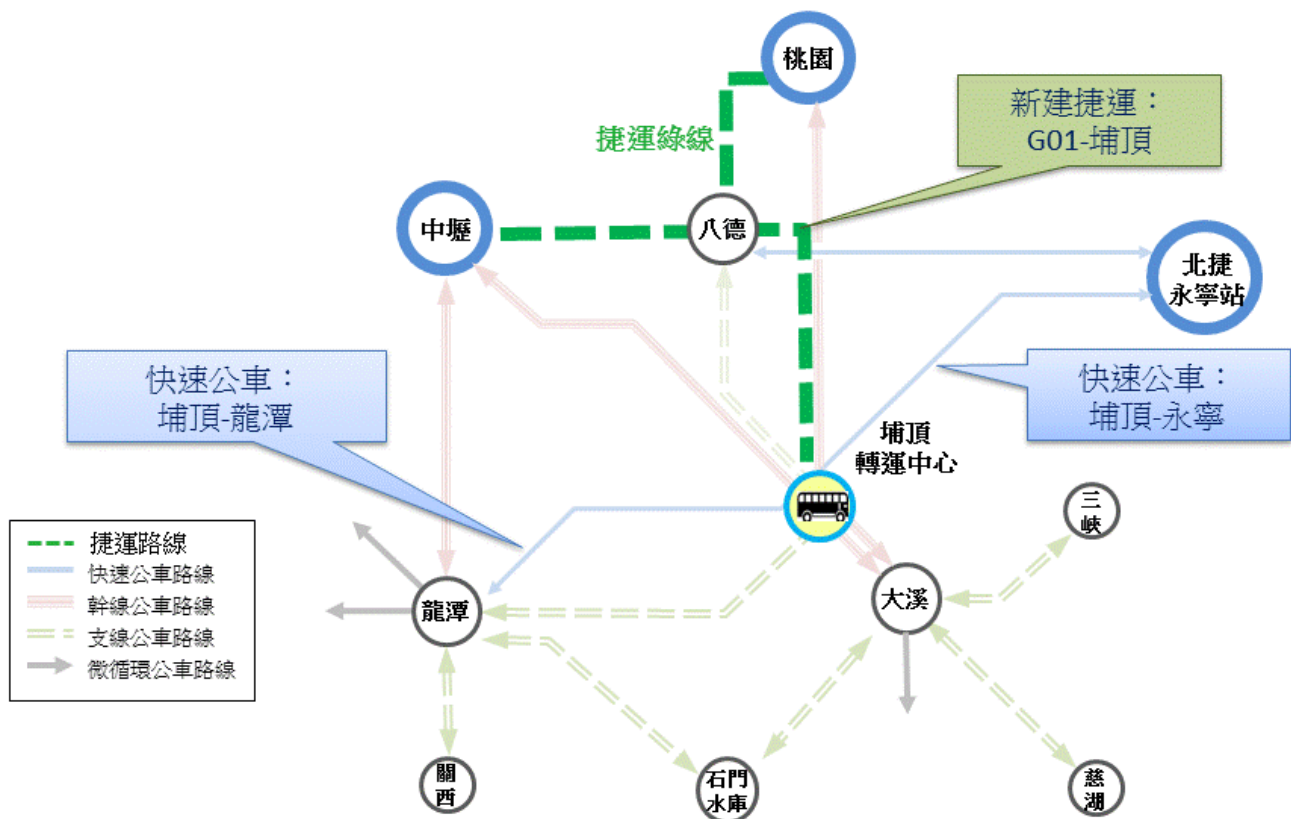 桃園
新建捷運：
G01-埔頂
捷運綠線
中壢
八德
北捷
永寧站
快速公車：
埔頂-龍潭
快速公車：
埔頂-永寧
埔頂
轉運中心
三
峽
捷運路線
快速公車路線
幹線公車路線
支線公車路線
微循環公車路線
龍潭
大溪
關
西
石門
水庫
慈
湖